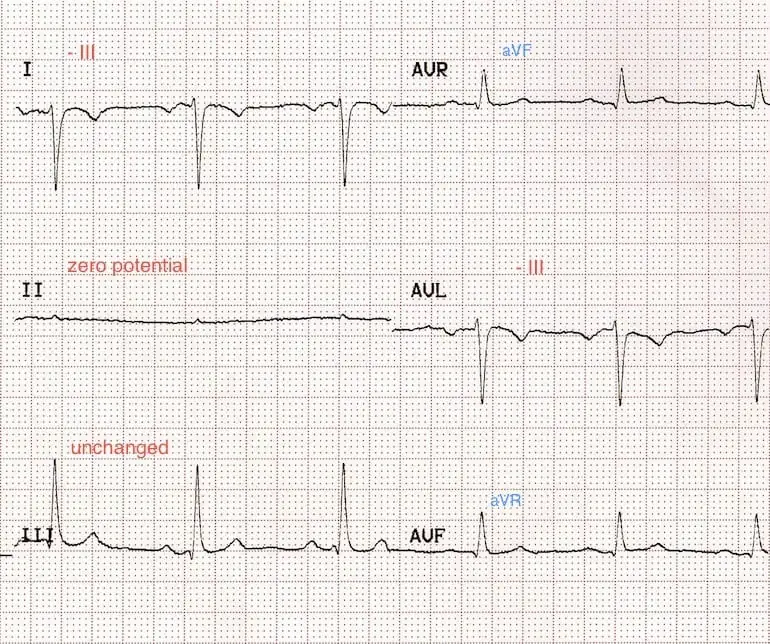 - III
aVF
I
AVR
zero potential
- III
II
AVL
unchanged
aVR
III
AVF